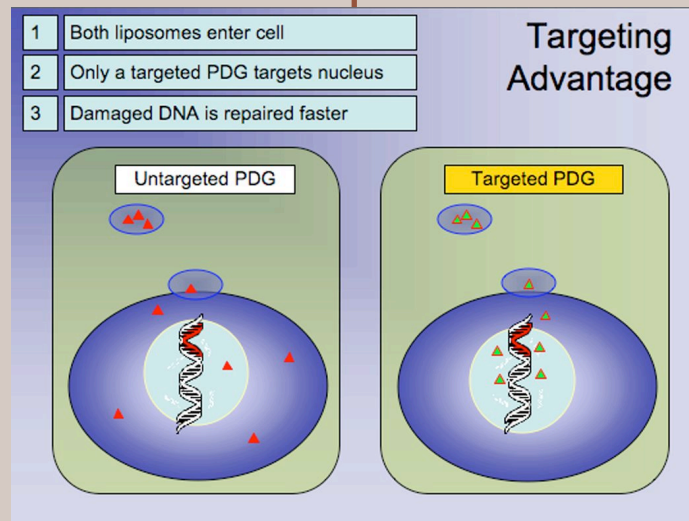 1 Both liposomes enter cell
2 Only a targeted PDG targets nucleus
3 Damaged DNA is repaired faster
Targeting
Advantage
Untargeted PDG
Targeted PDG